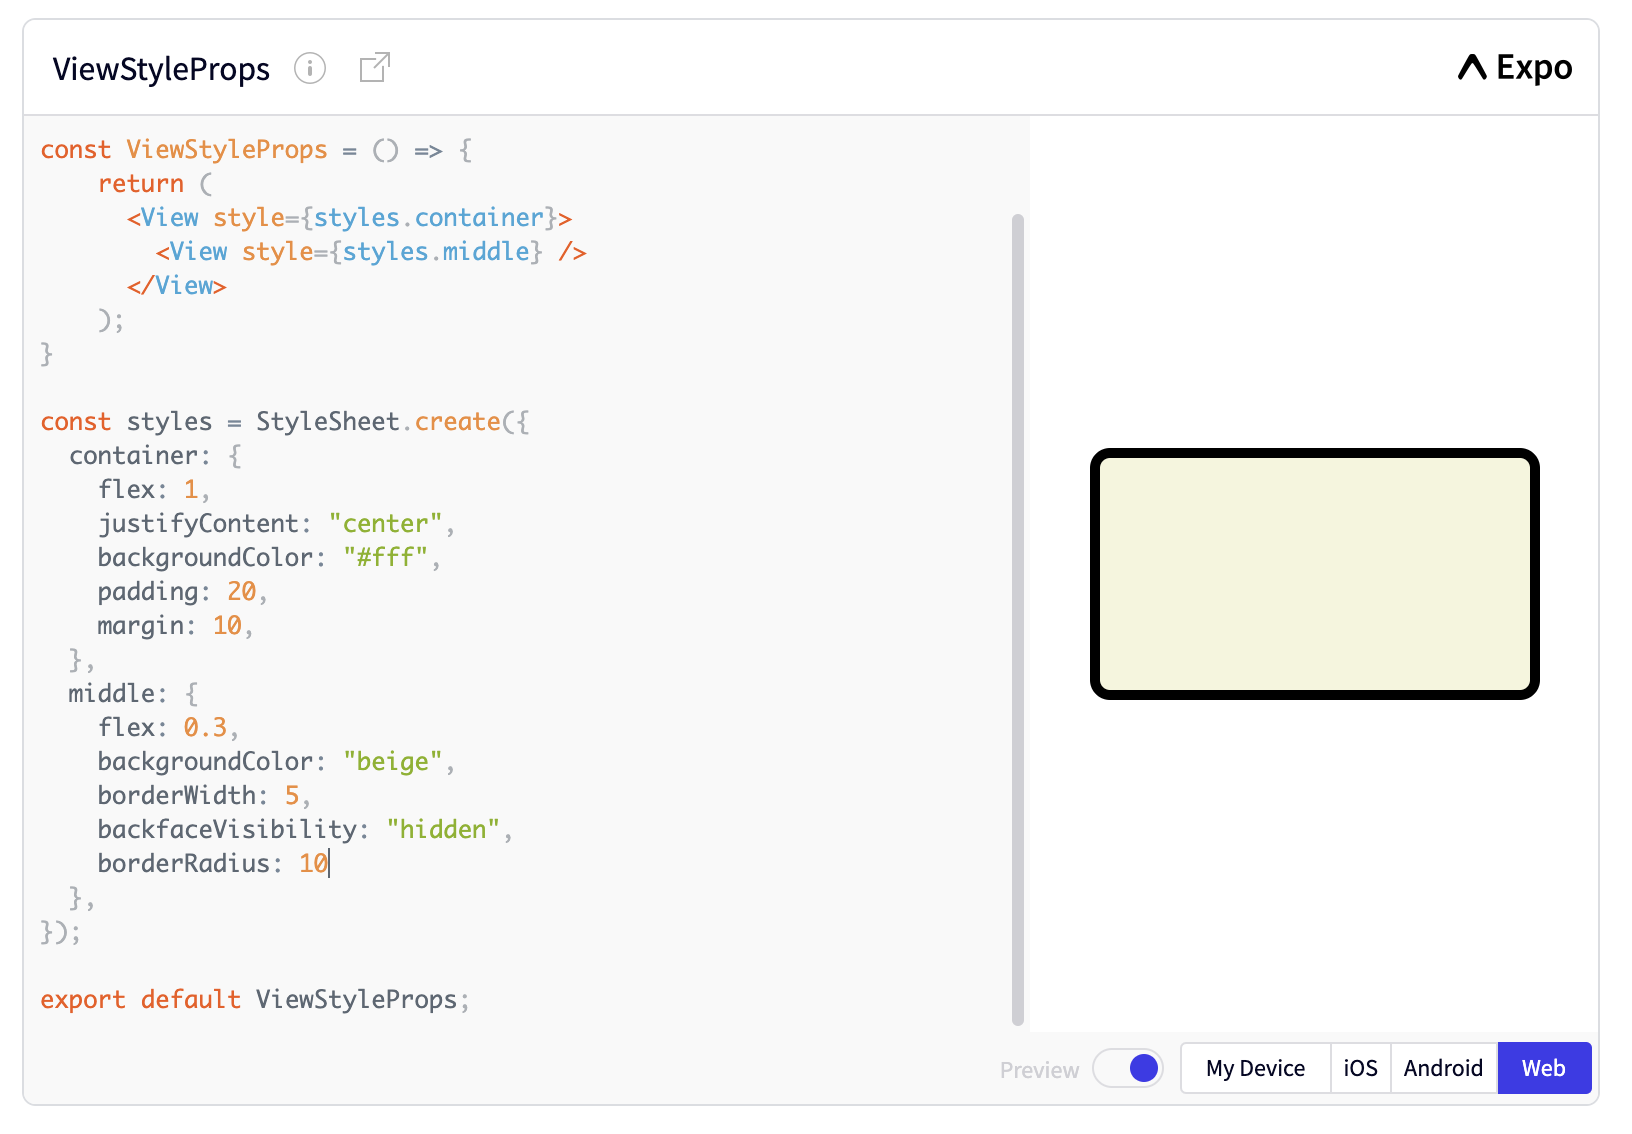 ViewStyleProps
Expo
const ViewStyleProps = () => {
    return (
      <View style={styles.container}>
        <View style={styles.middle} />
      </View>
    );
}

const styles = StyleSheet.create({
  container: {
    flex: 1,
    justifyContent: "center",
    backgroundColor: "#fff",
    padding: 20,
    margin: 10,
  },
  middle: {
    flex: 0.3,
    backgroundColor: "beige",
    borderWidth: 5,
    backfaceVisibility: "hidden",
    borderRadius: 10
  },
});

export default ViewStyleProps;
Preview
My Device
iOS
Android
Web